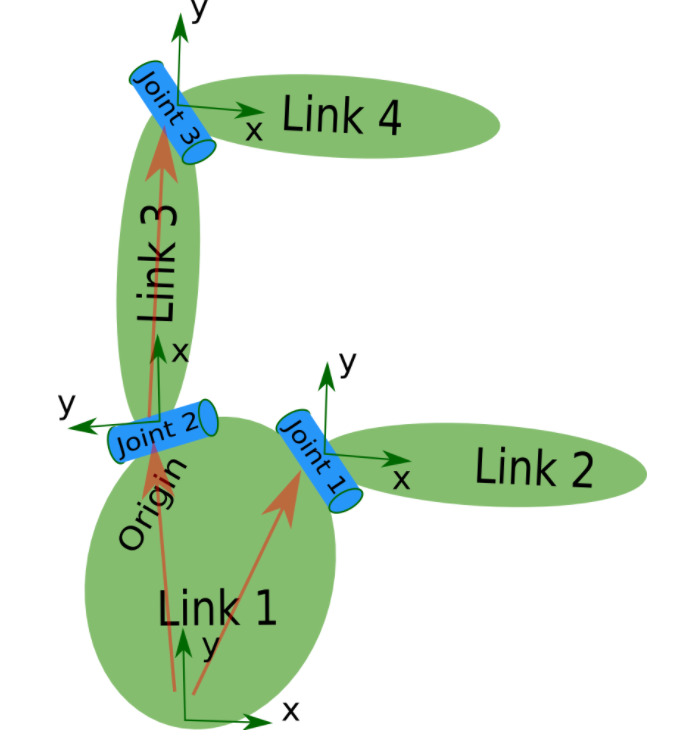 y
Joint 3
x
Link 4
Link 3
x
y
y
Joint 2
Joint 1
x
Link 2
Origin
Link 1
y
x